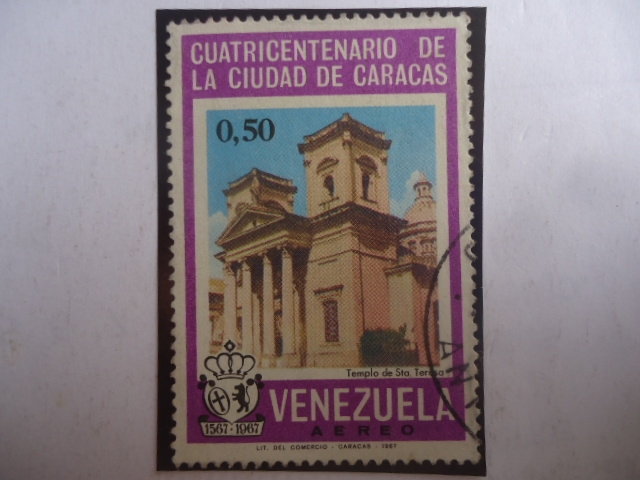 CUATRICENTENARIO DE
LA CIUDAD DE CARACAS
0,50
Templo de Sta. Teresa
1567 · 1967
VENEZUELA
AEREO
LIT. DEL COMERCIO - CARACAS - 1967
AN